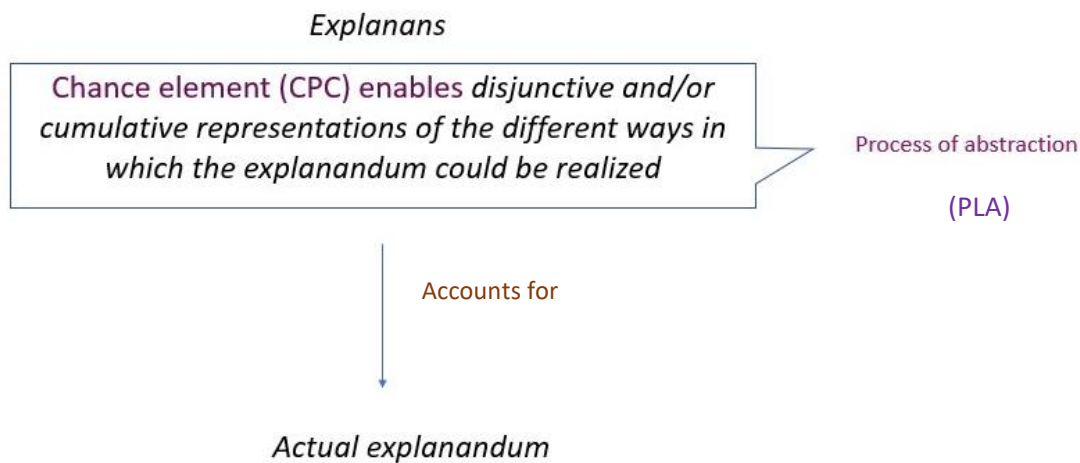 Explanans
Chance element (CPC) enables disjunctive and/or
cumulative representations of the different ways in
which the explanandum could be realized
Process of abstraction
(PLA)
Accounts for
Actual explanandum